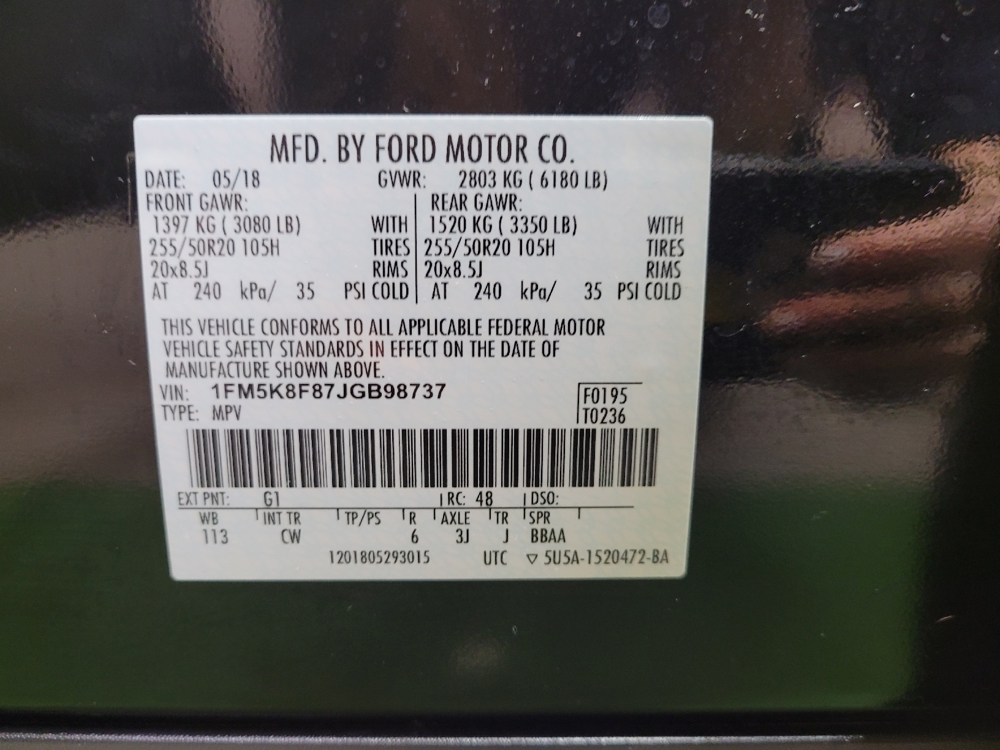 MFD. BY FORD MOTOR CO.
DATE: 05/18 GVWR: 2803 KG ( 6180 LB)
FRONT GAWR: REAR GAWR:
1397 KG ( 3080 LB) WITH 1520 KG ( 3350 LB) WITH
255/50R20 105H TIRES 255/50R20 105H TIRES
20x8.5J RIMS 20x8.5J RIMS
AT 240 kPa/ 35 PSI COLD AT 240 kPa/ 35 PSI COLD
THIS VEHICLE CONFORMS TO ALL APPLICABLE FEDERAL MOTOR
VEHICLE SAFETY STANDARDS IN EFFECT ON THE DATE OF
MANUFACTURE SHOWN ABOVE.
VIN: 1FM5K8F87JGB98737 F0195
TYPE: MPV T0236
EXT PNT: G1 RC: 48 DSO:
WB INT TR TP/PS R AXLE TR SPR
113 CW 6 3J J BBAA
1201805293015 UTC ▽ 5U5A-1520472-BA